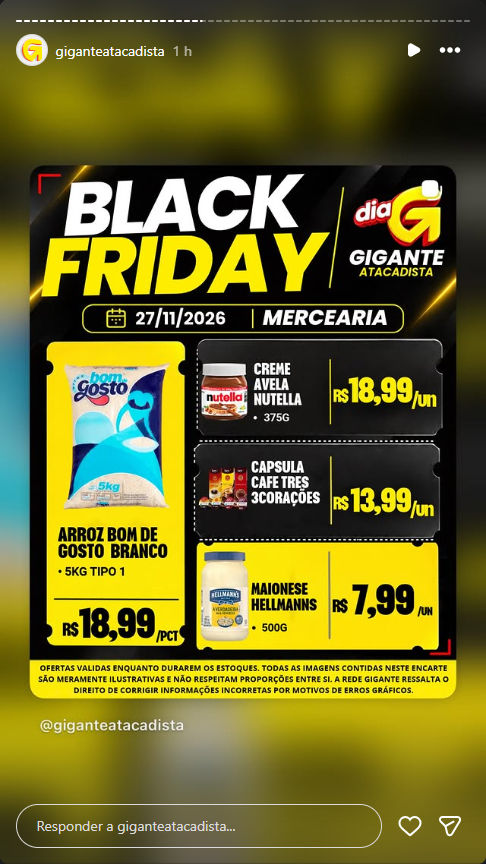 giganteatacadista 1 h
BLACK
FRIDAY
dia G
GIGANTE
ATACADISTA
27/11/2026 | MERCEARIA
bom
Gosto
5kg
ARROZ BOM DE
GOSTO BRANCO
• 5KG TIPO 1
R$18,99/PCT
nutella
CREME
AVELA
NUTELLA
• 375G
R$18,99/un
CAPSULA
CAFE TRES
3CORAÇÕES
R$13,99/un
HELLMANN'S
A VERDADEIRA
MAIONESE
HELLMANNS
• 500G
R$ 7,99/UN
OFERTAS VALIDAS ENQUANTO DURAREM OS ESTOQUES. TODAS AS IMAGENS CONTIDAS NESTE ENCARTE
SÃO MERAMENTE ILUSTRATIVAS E NÃO RESPEITAM PROPORÇÕES ENTRE SI. A REDE GIGANTE RESSALTA O
DIREITO DE CORRIGIR INFORMAÇÕES INCORRETAS POR MOTIVOS DE ERROS GRÁFICOS.
@giganteatacadista
Responder a giganteatacadista...